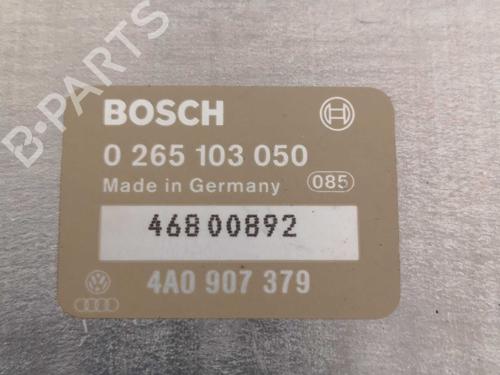 B-PARTS
BOSCH
0 265 103 050
Made in Germany 085
46800892
4A0 907 379